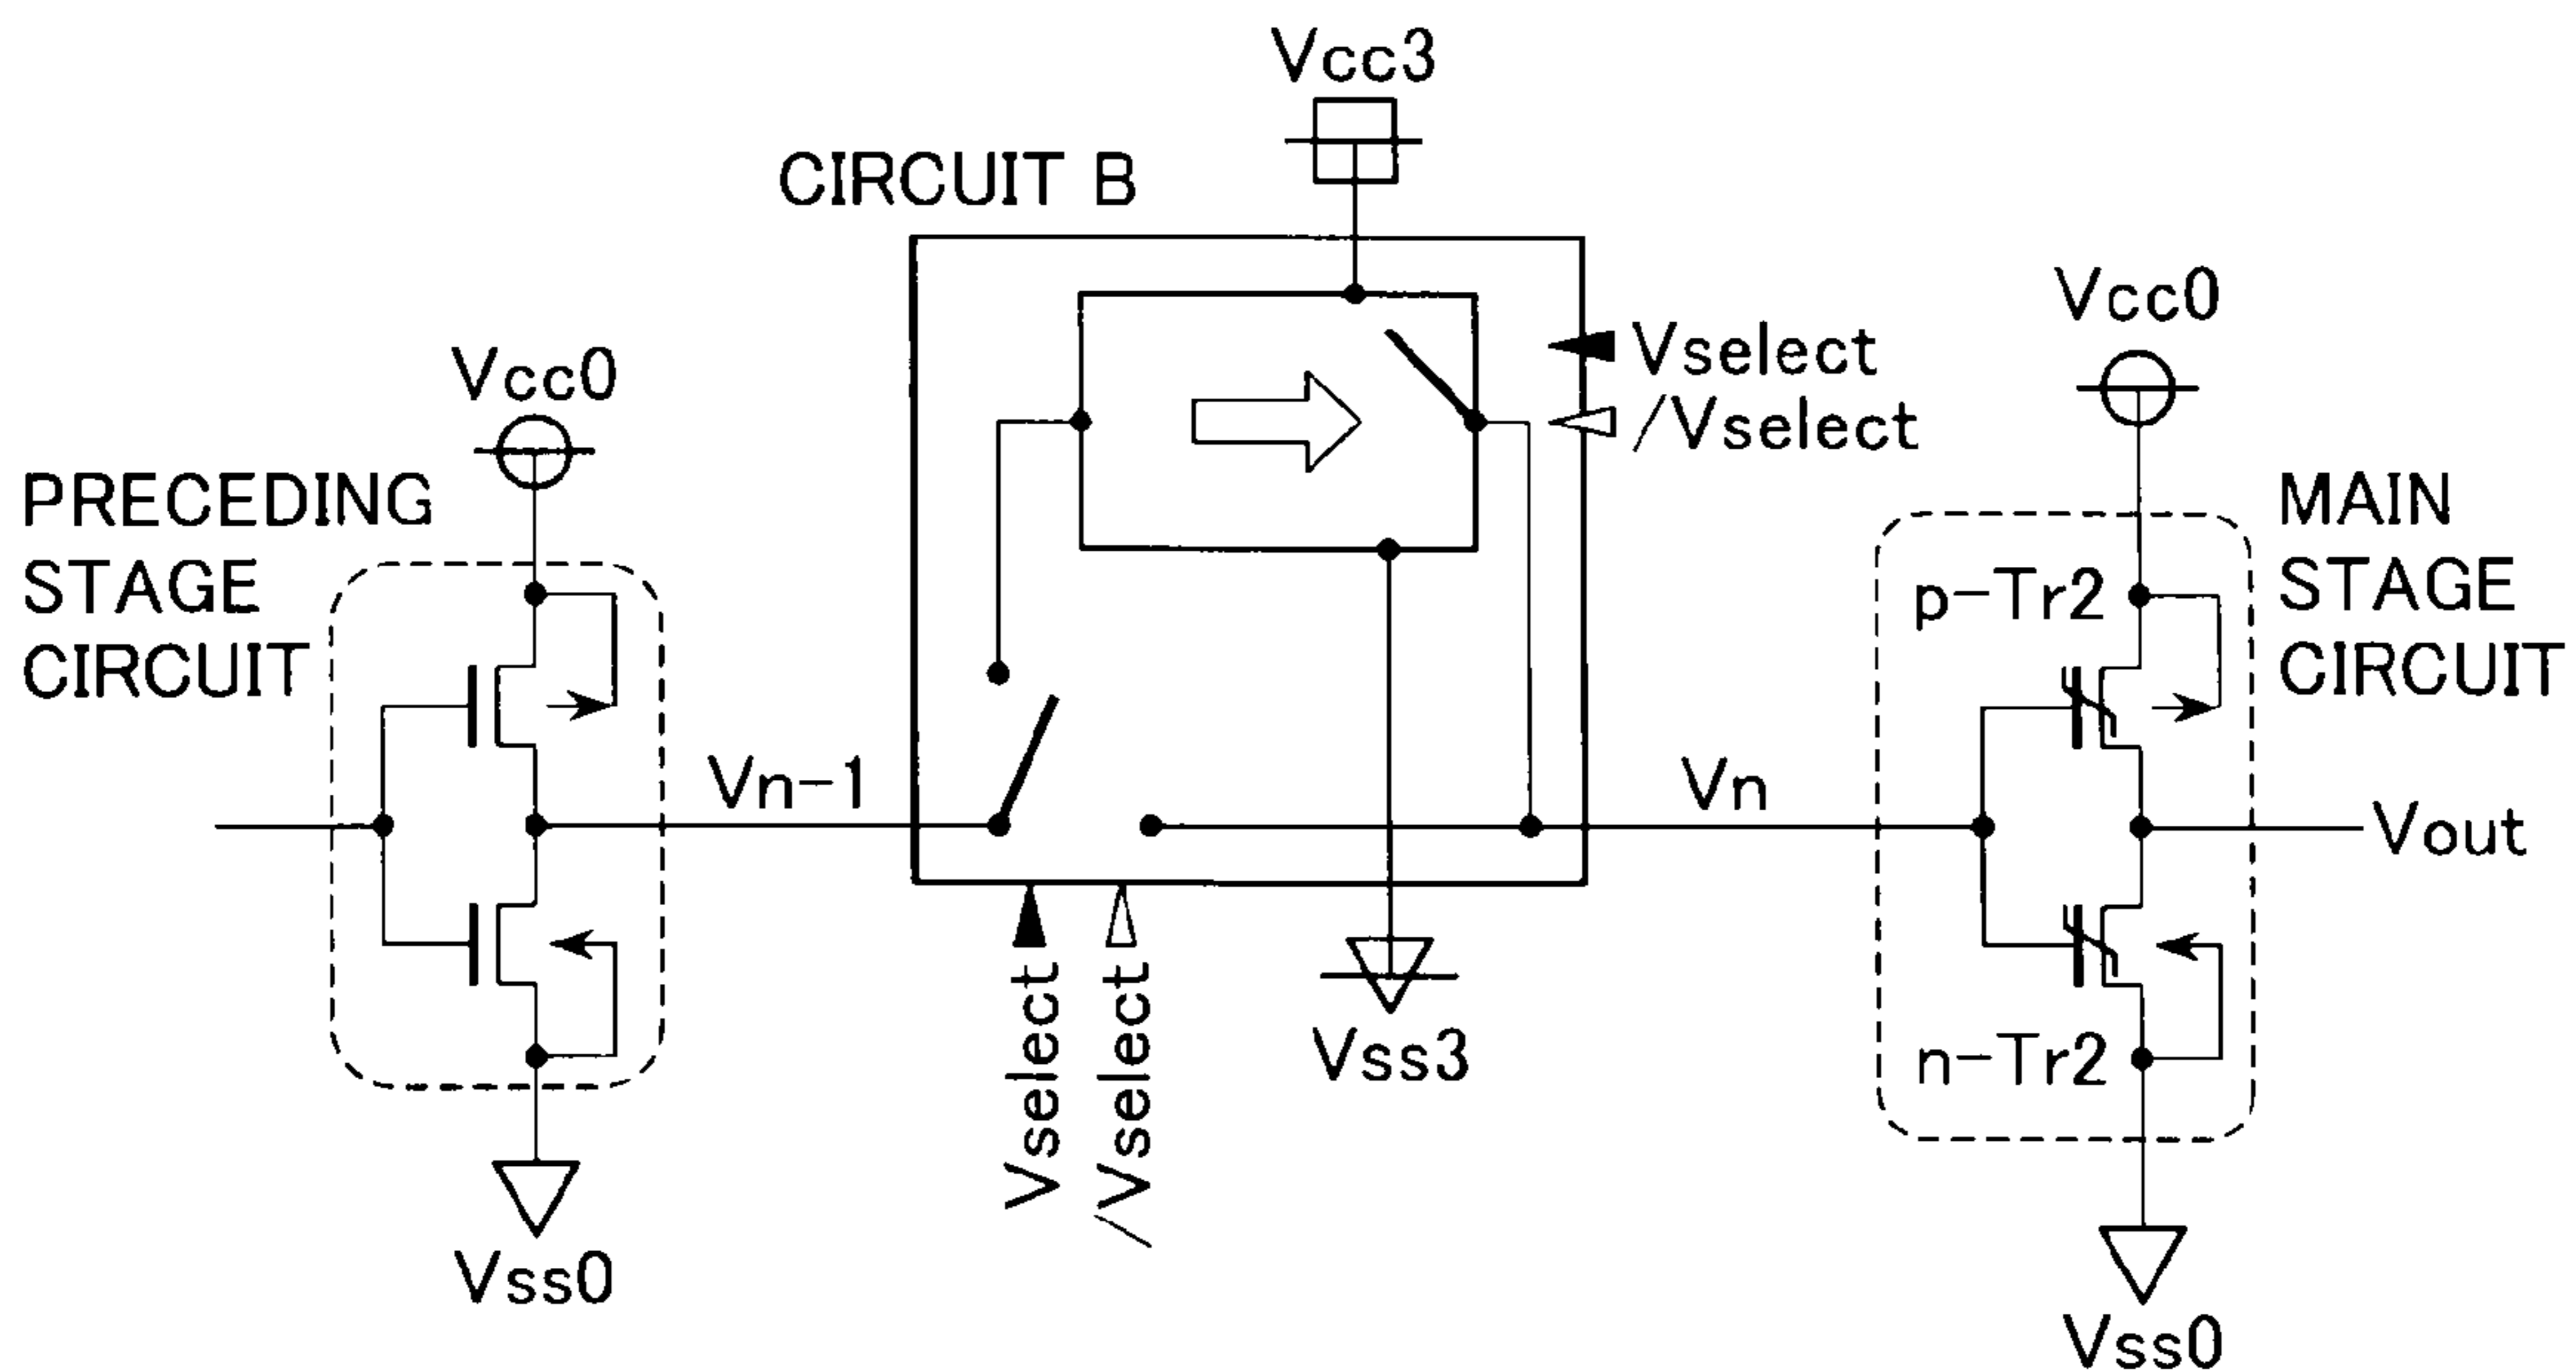 Vcc3
CIRCUIT B
Vcc0
Vselect
/Vselect
Vcc0
PRECEDING
STAGE
CIRCUIT
MAIN
STAGE
CIRCUIT
p-Tr2
Vn-1
Vn
Vout
Vselect
/Vselect
Vss3
n-Tr2
Vss0
Vss0